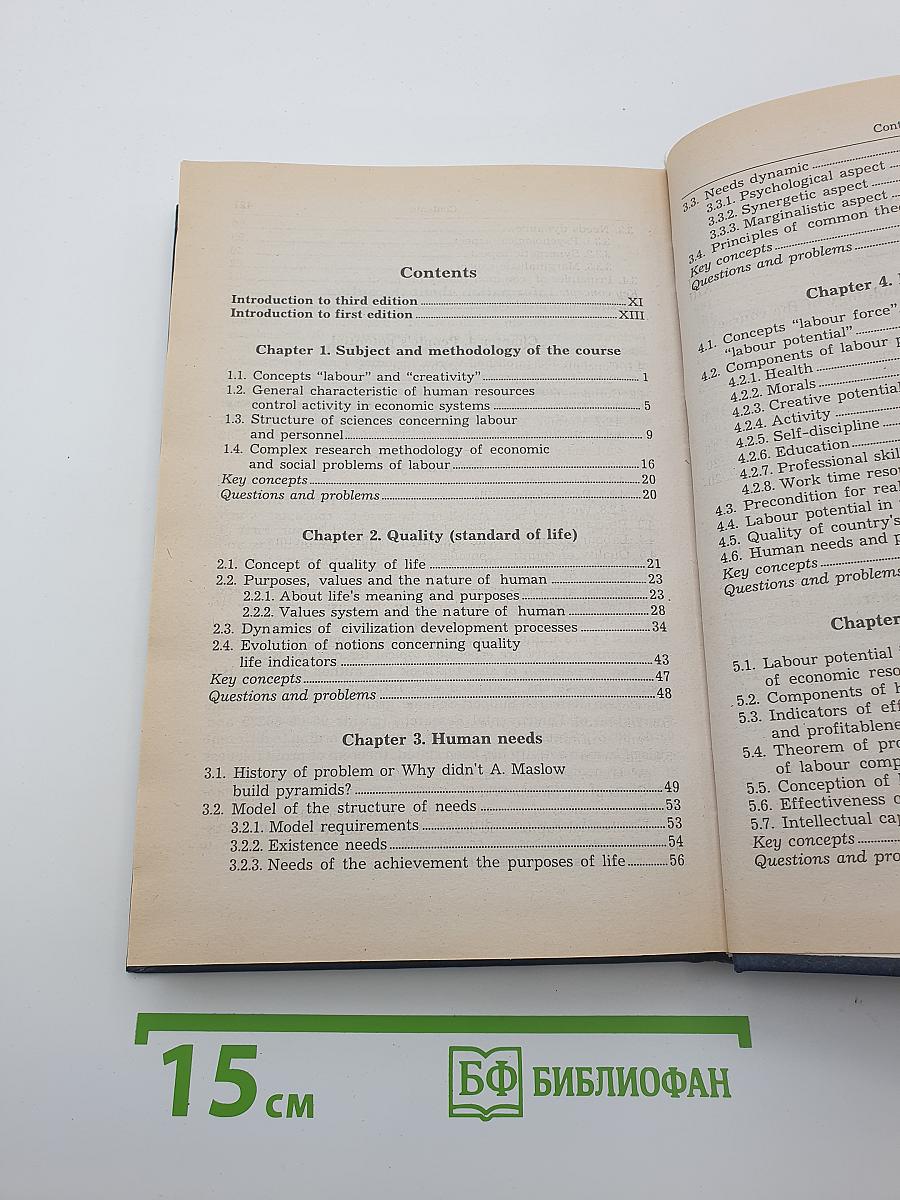 Contents
Introduction to third edition ... XI
Introduction to first edition ... XIII
Chapter 1. Subject and methodology of the course
1.1. Concepts “labour” and “creativity” ... 1
1.2. General characteristic of human resources
control activity in economic systems ... 5
1.3. Structure of sciences concerning labour
and personnel ... 9
1.4. Complex research methodology of economic
and social problems of labour ... 16
Key concepts ... 20
Questions and problems ... 20
Chapter 2. Quality (standard of life)
2.1. Concept of quality of life ... 21
2.2. Purposes, values and the nature of human ... 23
2.2.1. About life's meaning and purposes ... 23
2.2.2. Values system and the nature of human ... 28
2.3. Dynamics of civilization development processes ... 34
2.4. Evolution of notions concerning quality
life indicators ... 43
Key concepts ... 47
Questions and problems ... 48
Chapter 3. Human needs
3.1. History of problem or Why didn't A. Maslow
build pyramids? ... 49
3.2. Model of the structure of needs ... 53
3.2.1. Model requirements ... 53
3.2.2. Existence needs ... 54
3.2.3. Needs of the achievement the purposes of life ... 56
3.3. Needs dynamic
3.3.1. Psychological aspect
3.3.2. Synergetic aspect
3.3.3. Marginalistic aspect
3.4. Principles of common
Key concepts
Questions and problems
Chapter 4.
4.1. Concepts “labour force”
“labour potential”
4.2. Components of labour
4.2.1. Health
4.2.2. Morals
4.2.3. Creative potential
4.2.4. Activity
4.2.5. Self-discipline
4.2.6. Education
4.2.7. Professional
4.2.8. Work time
4.3. Precondition for
4.4. Labour potential in
4.5. Quality of country's
4.6. Human needs and
Key concepts
Questions and problems
Chapter
5.1. Labour potential
of economic
5.2. Components of
5.3. Indicators of
and
5.4. Theorem of
of labour
5.5. Conception of
5.6. Effectiveness
5.7. Intellectual
Key concepts
Questions and
15 см
БФ БИБЛИОФАН